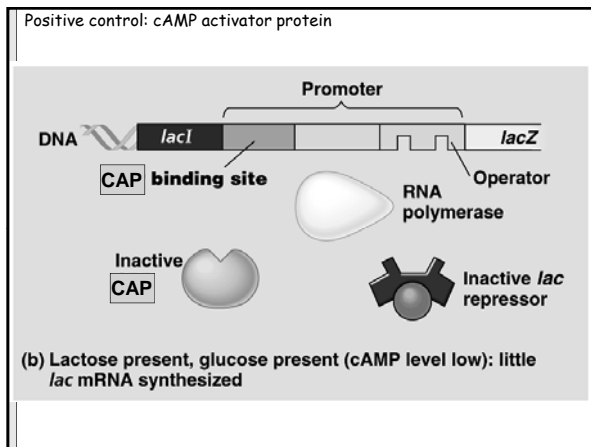 Positive control: cAMP activator protein
Promoter
DNA
lacI
lacZ
CAP binding site
Operator
RNA
polymerase
Inactive
CAP
Inactive lac
repressor
(b) Lactose present, glucose present (cAMP level low): little
lac mRNA synthesized